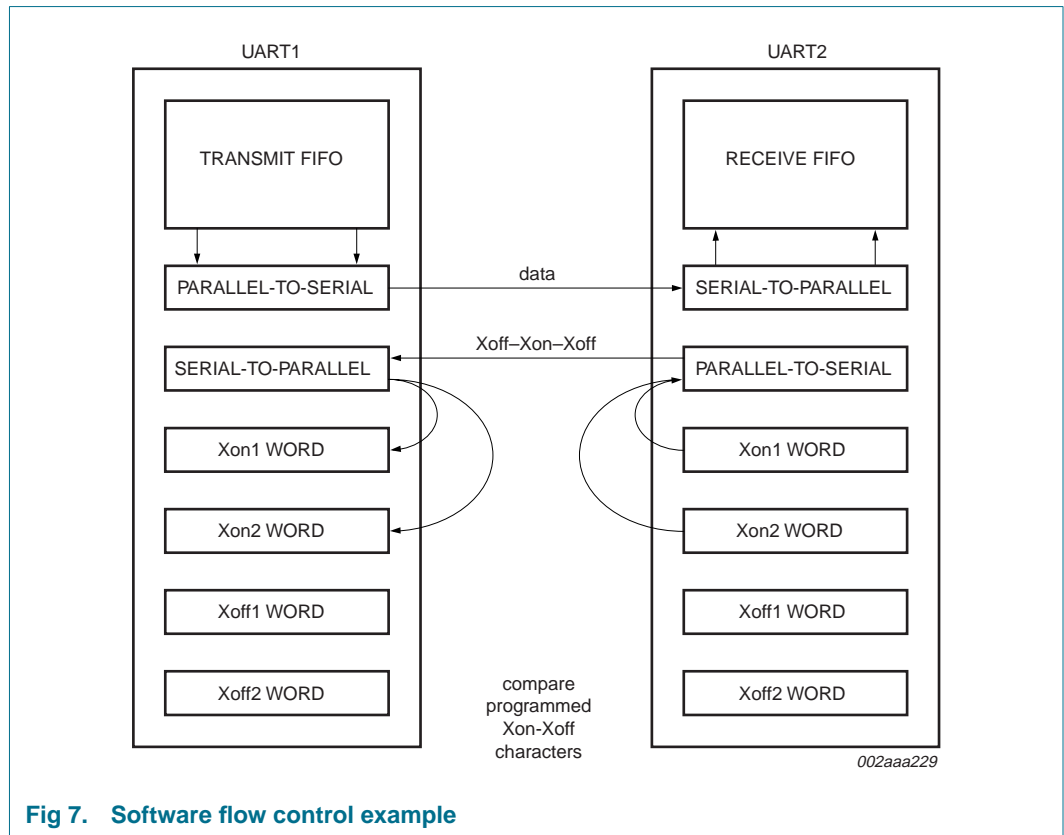 UART1
UART2
TRANSMIT FIFO
RECEIVE FIFO
PARALLEL-TO-SERIAL
data
SERIAL-TO-PARALLEL
Xoff–Xon–Xoff
SERIAL-TO-PARALLEL
PARALLEL-TO-SERIAL
Xon1 WORD
Xon1 WORD
Xon2 WORD
Xon2 WORD
Xoff1 WORD
Xoff1 WORD
Xoff2 WORD
Xoff2 WORD
compare
programmed
Xon-Xoff
characters
002aaa229
Fig 7. Software flow control example